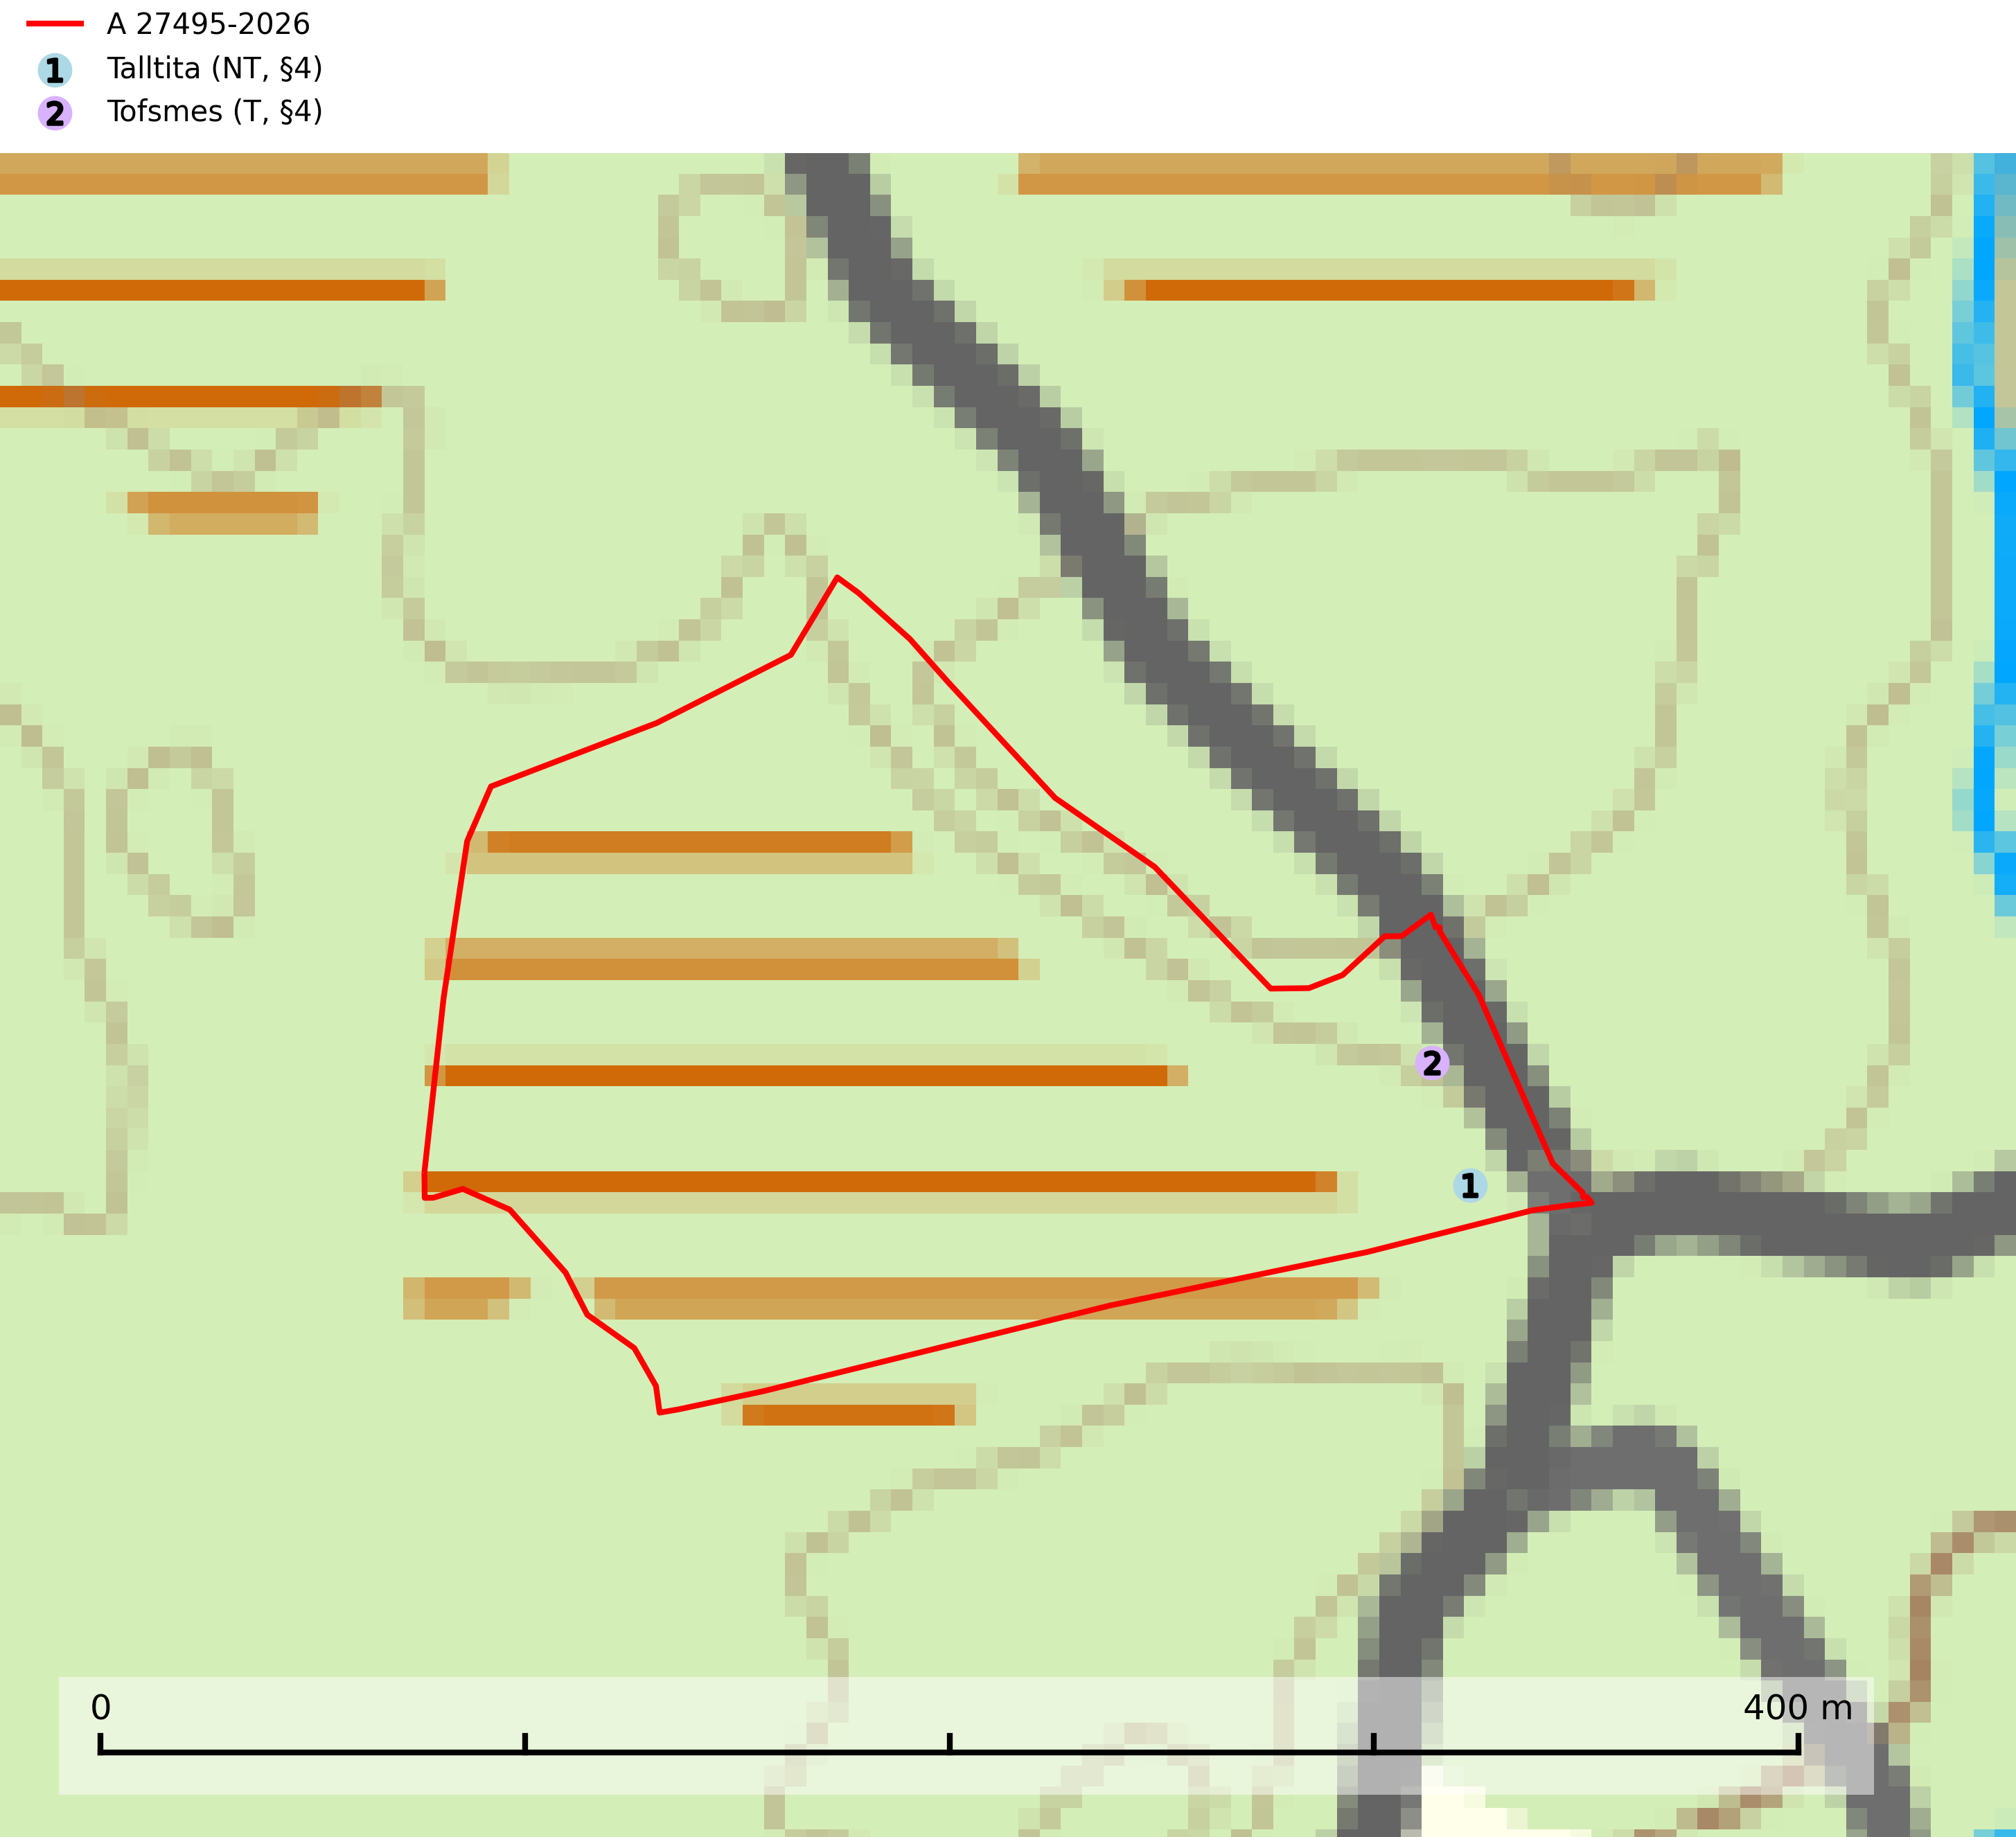 A 27495-2026
1 Talltita (NT, §4)
2 Tofsmes (T, §4)
2
1
0 400 m